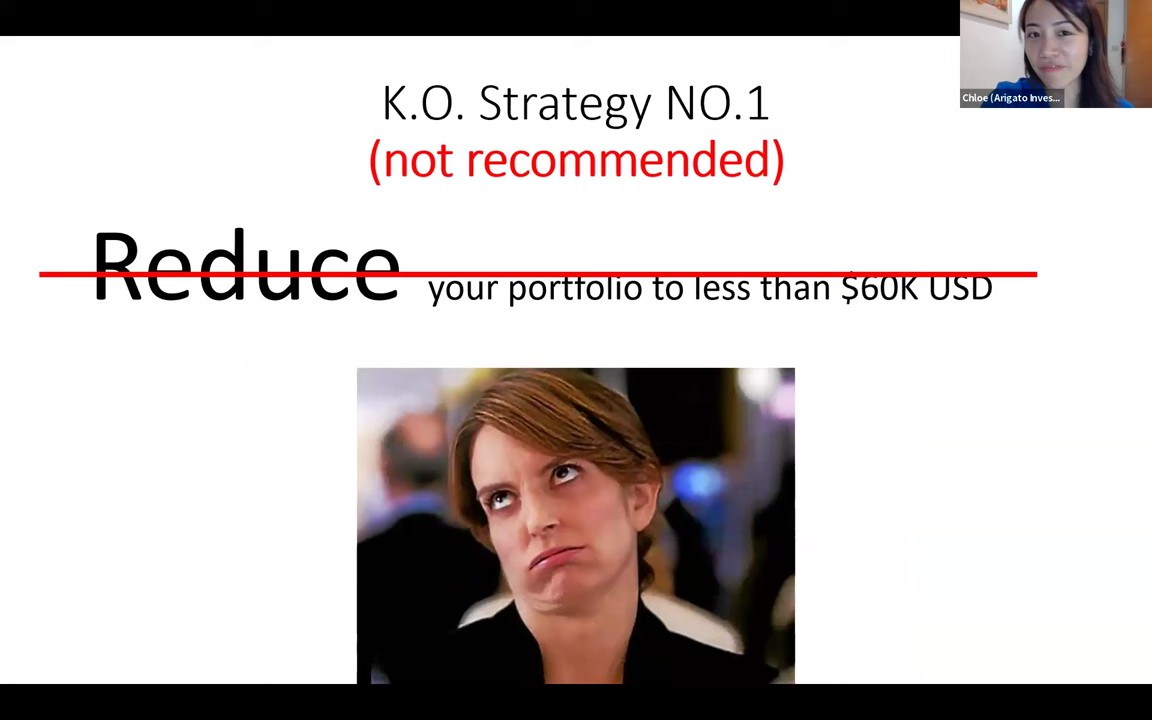 K.O. Strategy NO.1
(not recommended)
Reduce your portfolio to less than $60K USD
Chloe (Arigato Inves...